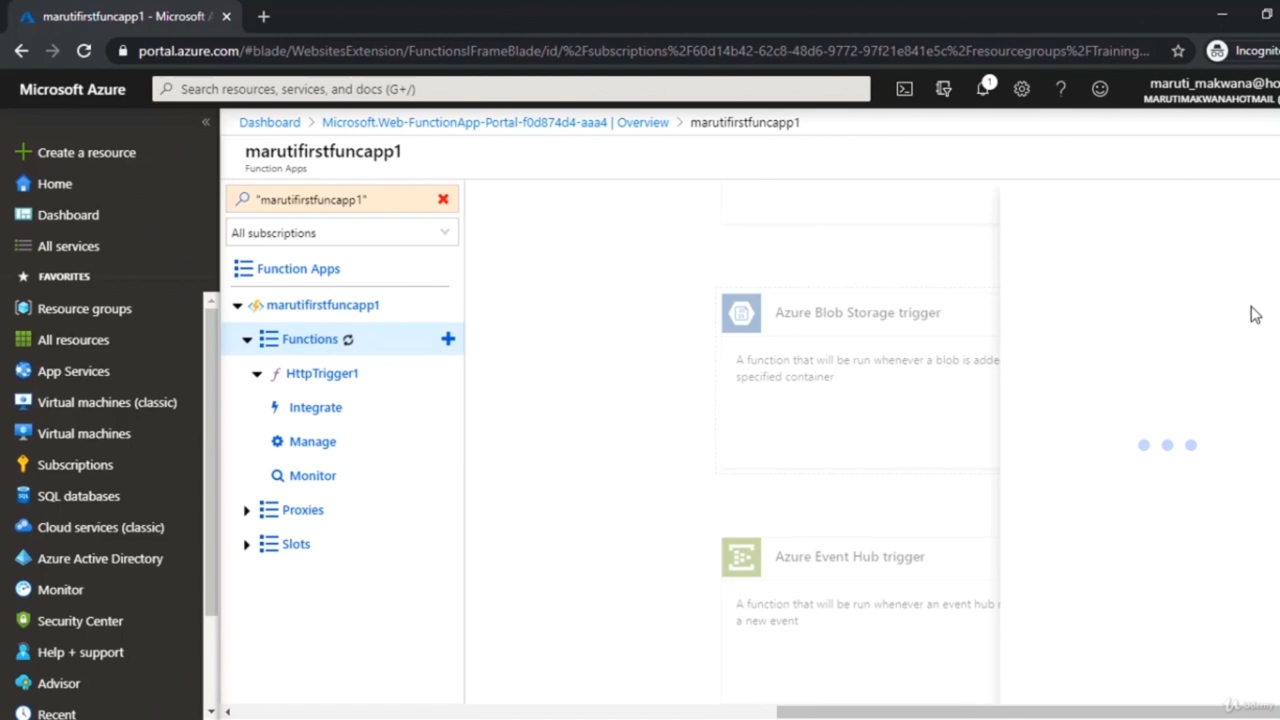 marutifirstfuncapp1 - Microsoft A
portal.azure.com/#blade/WebsitesExtension/FunctionsIFrameBlade/id/%2Fsubscriptions%2F60d14b42-62c8-48d6-9772-97f21e841e5c%2Fresourcegroups%2FTraining...
Incognito
Microsoft Azure
Search resources, services, and docs (G+/)
1
maruti_makwana@ho
MARUTIMAKWANAHOTMAIL (
Dashboard > Microsoft.Web-FunctionApp-Portal-f0d874d4-aaa4 | Overview > marutifirstfuncapp1
marutifirstfuncapp1
Function Apps
Create a resource
Home
Dashboard
All services
FAVORITES
Resource groups
All resources
App Services
Virtual machines (classic)
Virtual machines
Subscriptions
SQL databases
Cloud services (classic)
Azure Active Directory
Monitor
Security Center
Help + support
Advisor
Recent
"marutifirstfuncapp1"
All subscriptions
Function Apps
marutifirstfuncapp1
Functions
HttpTrigger1
Integrate
Manage
Monitor
Proxies
Slots
Azure Blob Storage trigger
A function that will be run whenever a blob is adde
specified container
Azure Event Hub trigger
A function that will be run whenever an event hub r
a new event
Udemy